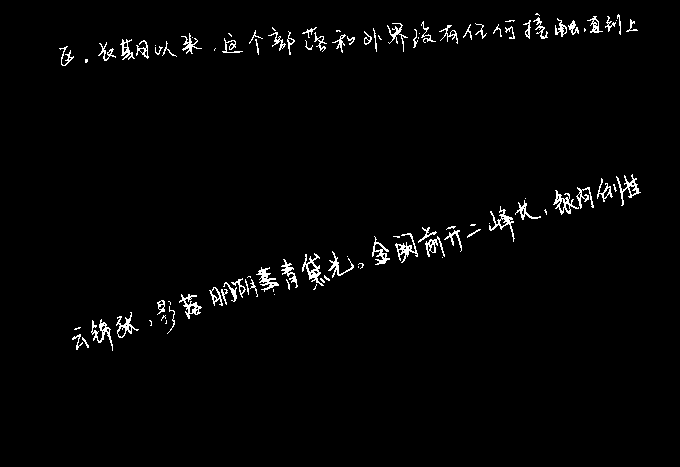 区。长期以来，这个部落和外界没有任何接触，直到上
云锦张，影落明湖青黛光。金阙前开二峰长，银河倒挂